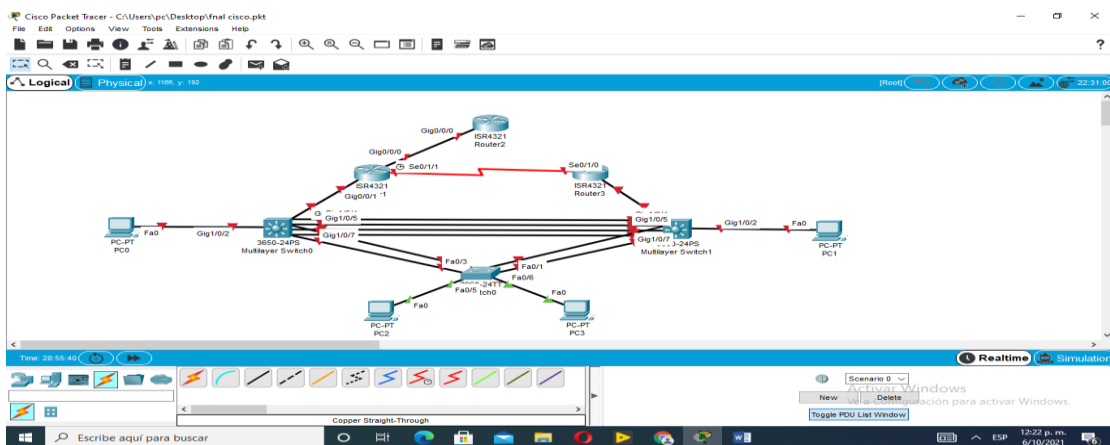 Cisco Packet Tracer - C:\Users\pc\Desktop\fnal cisco.pkt
File Edit Options View Tools Extensions Help
?
Logical Physical x: 1166, y: 192 [Root] 22:31:00
Gig0/0/0 ISR4321
Router2
Gig0/0/0
Se0/1/1 Se0/1/0
ISR4321
-1
ISR4321
Router3
Gig0/0/1
Gig1/0/5 Gig1/0/5
Fa0 Gig1/0/2 Gig1/0/7 Gig1/0/7 Gig1/0/2 Fa0
PC-PT
PC0
3650-24PS
Multilayer Switch0
-24PS
Multilayer Switch1
PC-PT
PC1
Fa0/3 Fa0/1
Fa0/6
-24TT
Fa0/5 tch0
Fa0 Fa0
PC-PT
PC2
PC-PT
PC3
Time: 28:55:40 Realtime Simulation
Scenario 0
New Delete
Toggle PDU List Window
Activar Windows
Ve a Configuración para activar Windows.
Copper Straight-Through
Escribe aquí para buscar ESP 12:22 p. m.
6/10/2021